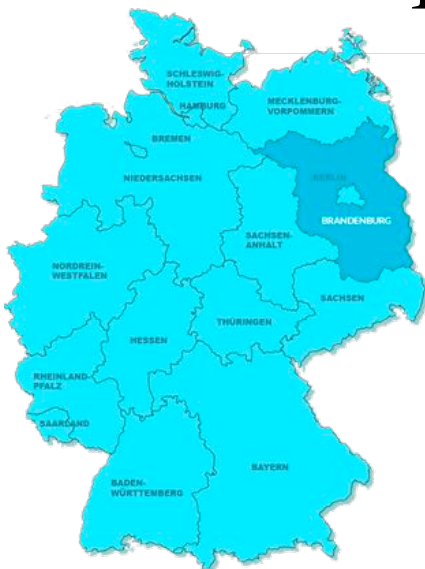 SCHLESWIG-
HOLSTEIN
HAMBURG
MECKLENBURG-
VORPOMMERN
BREMEN
NIEDERSACHSEN
BERLIN
BRANDENBURG
SACHSEN-
ANHALT
NORDREIN-
WESTFALEN
SACHSEN
THÜRINGEN
HESSEN
RHEINLAND-
PFALZ
SAARLAND
BAYERN
BADEN-
WÜRTTEMBERG